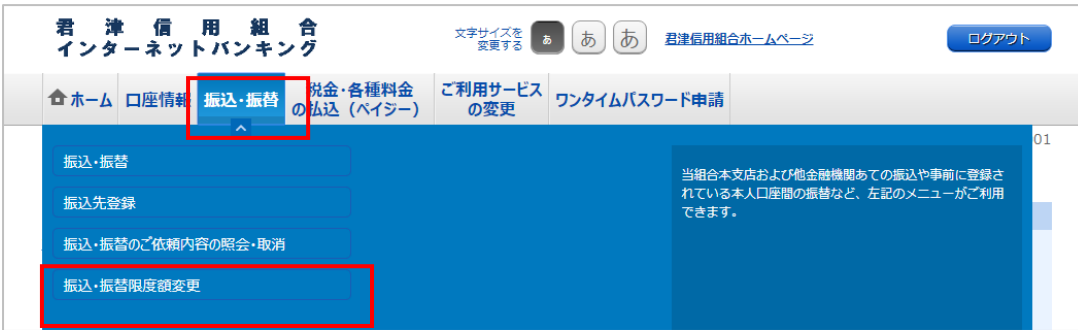 君津信用組合
インターネットバンキング
文字サイズを
変更する
あ あ あ
君津信用組合ホームページ
ログアウト
ホーム 口座情報 振込・振替 税金・各種料金
の払込（ペイジー） ご利用サービス
の変更 ワンタイムパスワード申請
01
振込・振替
振込先登録
振込・振替のご依頼内容の照会・取消
振込・振替限度額変更
当組合本支店および他金融機関あての振込や事前に登録さ
れている本人口座間の振替など、左記のメニューがご利用
できます。